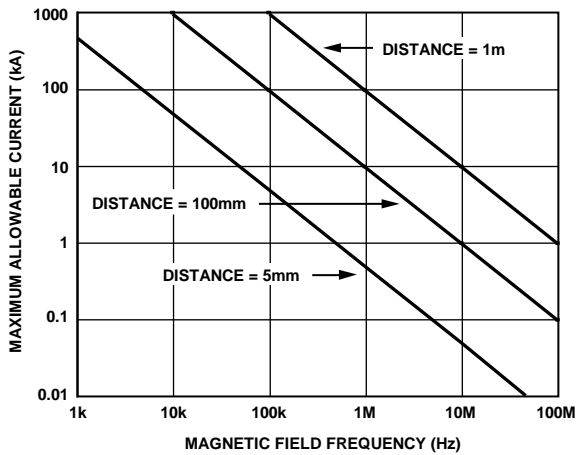 MAXIMUM ALLOWABLE CURRENT (kA)
1000
100
10
1
0.1
0.01
DISTANCE = 1m
DISTANCE = 100mm
DISTANCE = 5mm
1k 10k 100k 1M 10M 100M
MAGNETIC FIELD FREQUENCY (Hz)